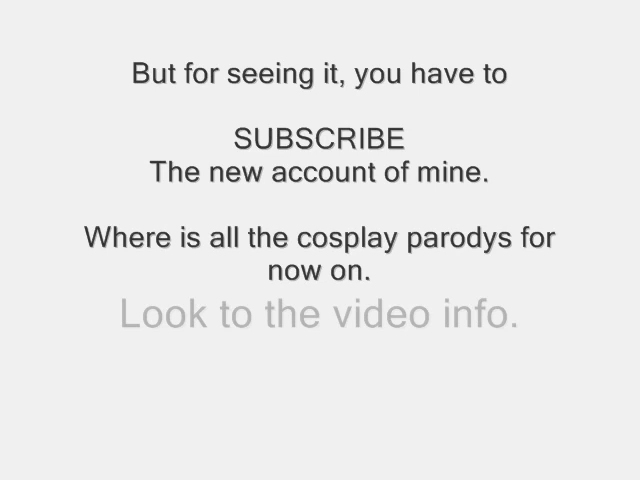 But for seeing it, you have to
SUBSCRIBE
The new account of mine.
Where is all the cosplay parodys for
now on.
Look to the video info.